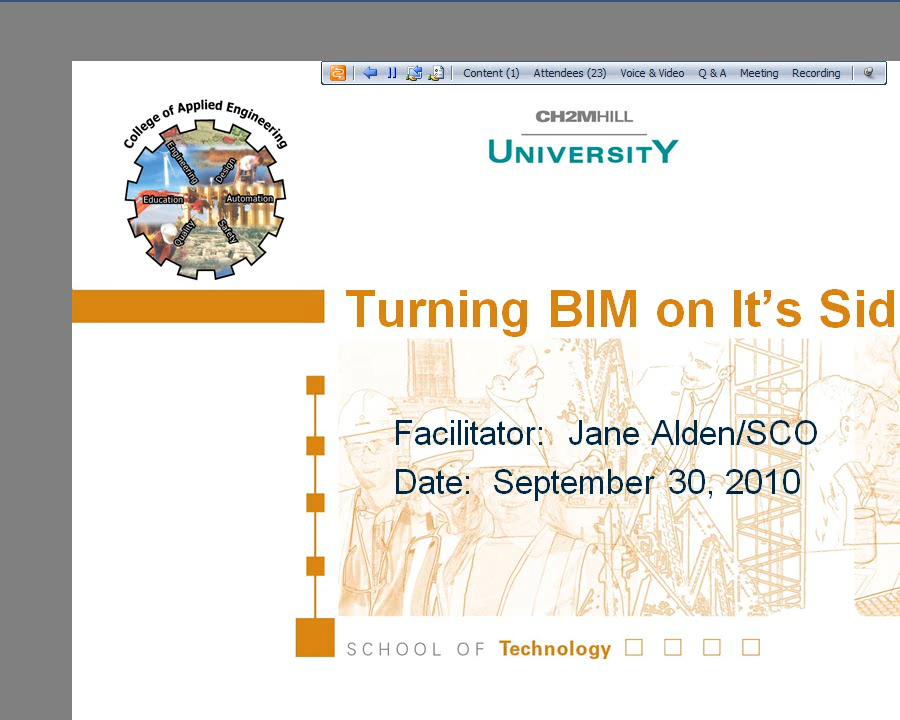 Content (1) Attendees (23) Voice & Video Q & A Meeting Recording
College of Applied Engineering
Engineering
Design
Education
Automation
Quality
Safety
CH2MHILL
UNIVERSITY
Turning BIM on It’s Sid
Facilitator: Jane Alden/SCO
Date: September 30, 2010
SCHOOL OF Technology